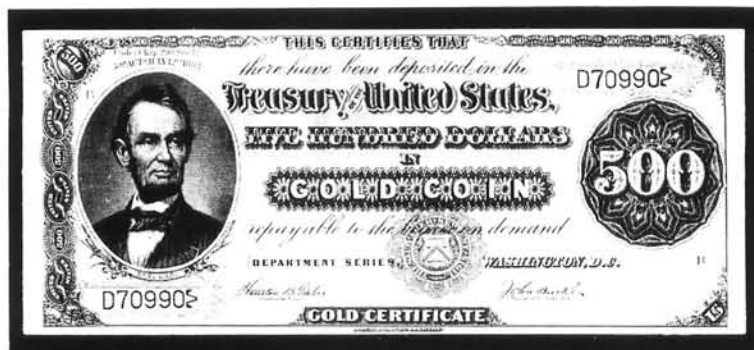 500
THIS CERTIFIES THAT
there have been deposited in the
D70990
Treasury of the United States,
FIVE HUNDRED DOLLARS
IN
500
GOLD COIN
repayable to the bearer on demand
DEPARTMENT SERIES,
WASHINGTON, D.C.
D70990
GOLD CERTIFICATE